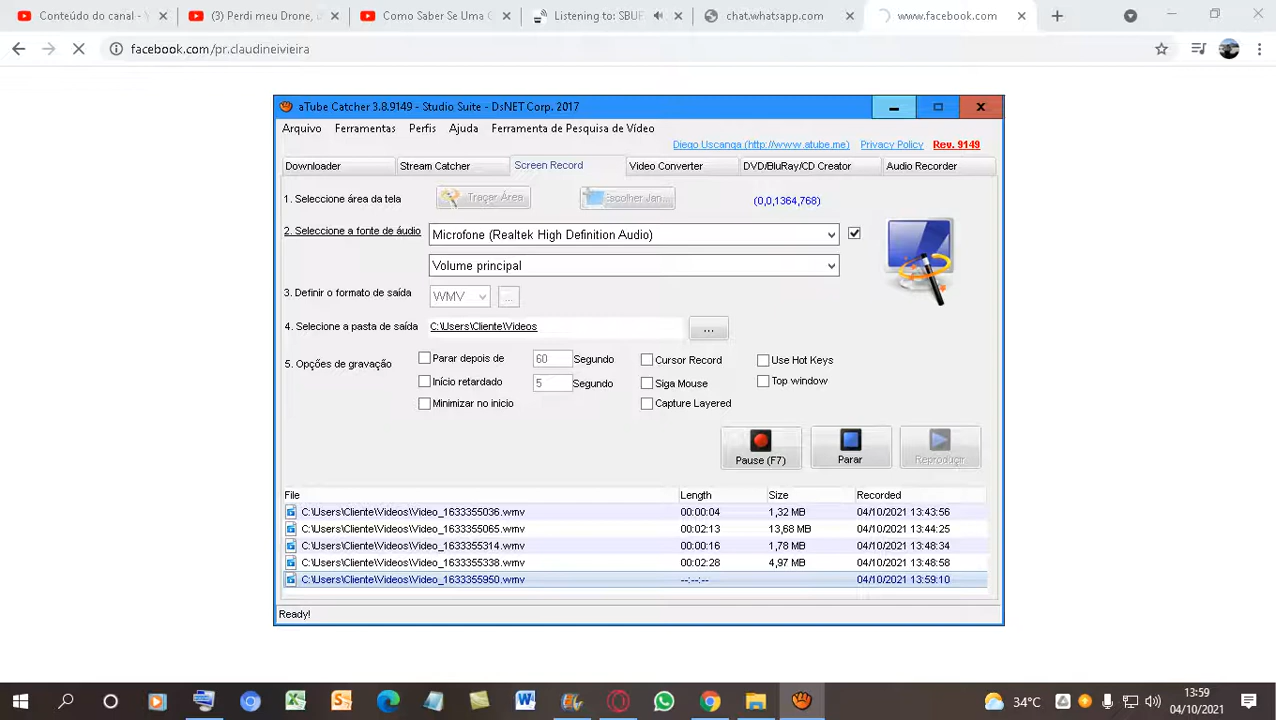 Conteúdo do canal - Y
(3) Perdi meu Drone, D
Como Saber Se Uma C
Listening to: SBUF
chat.whatsapp.com
www.facebook.com
facebook.com/pr.claudineivieira
aTube Catcher 3.8.9149 - Studio Suite - DsNET Corp. 2017
Arquivo Ferramentas Perfis Ajuda Ferramenta de Pesquisa de Vídeo
Diego Uscanga (http://www.atube.me) Privacy Policy Rev. 9149
Downloader Stream Catcher Screen Record Video Converter DVD/BluRay/CD Creator Audio Recorder
1. Seleccione área da tela Traçar Área Escolher Jan... (0,0,1364,768)
2. Seleccione a fonte de áudio Microfone (Realtek High Definition Audio)
Volume principal
3. Definir o formato de saída WMV ...
4. Selecione a pasta de saída C:\Users\Cliente\Videos ...
5. Opções de gravação
Parar depois de 60 Segundo Cursor Record Use Hot Keys
Início retardado 5 Segundo Siga Mouse Top window
Minimizar no inicio Capture Layered
Pause (F7) Parar Reproduzir
File Length Size Recorded
C:\Users\Cliente\Videos\Video_1633355036.wmv 00:00:04 1,32 MB 04/10/2021 13:43:56
C:\Users\Cliente\Videos\Video_1633355065.wmv 00:02:13 13,68 MB 04/10/2021 13:44:25
C:\Users\Cliente\Videos\Video_1633355314.wmv 00:00:16 1,78 MB 04/10/2021 13:48:34
C:\Users\Cliente\Videos\Video_1633355338.wmv 00:02:28 4,97 MB 04/10/2021 13:48:58
C:\Users\Cliente\Videos\Video_1633355950.wmv --:--:-- 04/10/2021 13:59:10
Ready!
34°C
13:59
04/10/2021